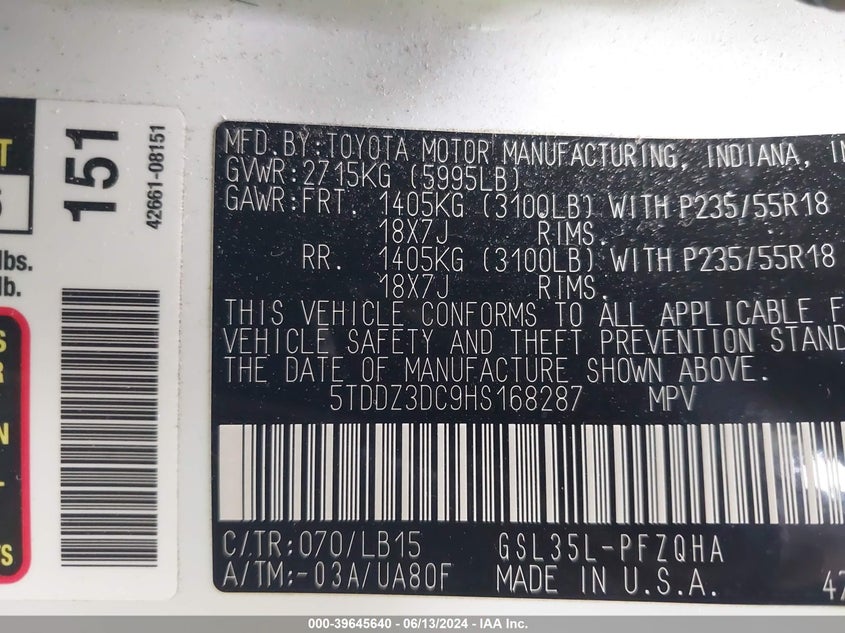 151
42661-08151
lbs.
lb.
MFD.BY:TOYOTA MOTOR MANUFACTURING, INDIANA,
GVWR:2715KG (5995LB)
GAWR:FRT. 1405KG (3100LB) WITH P235/55R18
18X7J RIMS.
RR. 1405KG (3100LB) WITH P235/55R18
18X7J RIMS.
THIS VEHICLE CONFORMS TO ALL APPLICABLE
VEHICLE SAFETY AND THEFT PREVENTION
THE DATE OF MANUFACTURE SHOWN ABOVE.
5TDDZ3DC9HS168287 MPV
C/TR:070/LB15 GSL35L-PFZQHA
A/TM:-03A/UA80F MADE IN U.S.A.
000-39645640 - 06/13/2024 - IAA Inc.